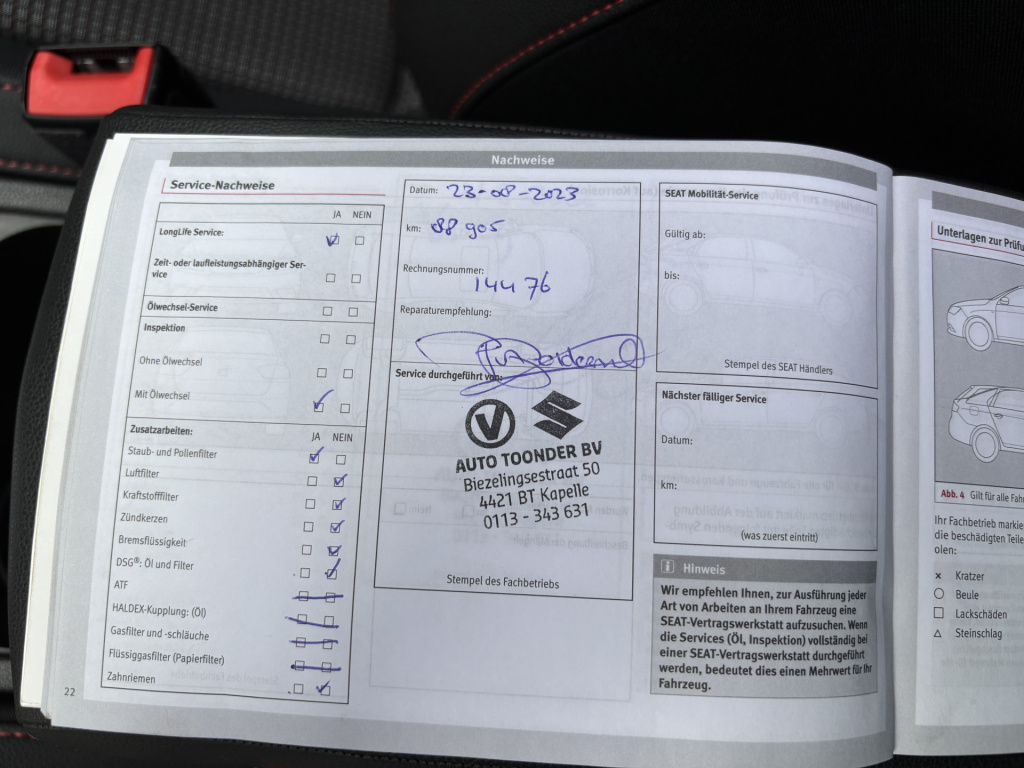 Nachweise
Service-Nachweise
JA NEIN
LongLife Service:
Zeit- oder laufleistungsabhängiger Ser-
vice
Ölwechsel-Service
Inspektion
Ohne Ölwechsel
Mit Ölwechsel
Zusatzarbeiten: JA NEIN
Staub- und Pollenfilter
Luftfilter
Kraftstofffilter
Zündkerzen
Bremsflüssigkeit
DSG®: Öl und Filter
ATF
HALDEX-Kupplung: (Öl)
Gasfilter und -schläuche
Flüssiggasfilter (Papierfilter)
Zahnriemen
22
Datum: 23-08-2023
km: 88 905
Rechnungsnummer:
14476
Reparaturempfehlung:
Service durchgeführt von:
AUTO TOONDER BV
Biezelingsestraat 50
4421 BT Kapelle
0113 - 343 631
Stempel des Fachbetriebs
SEAT Mobilität-Service
Gültig ab:
bis:
Stempel des SEAT Händlers
Nächster fälliger Service
Datum:
km:
(was zuerst eintritt)
i Hinweis
Wir empfehlen Ihnen, zur Ausführung jeder
Art von Arbeiten an Ihrem Fahrzeug eine
SEAT-Vertragswerkstatt aufzusuchen. Wenn
die Services (Öl, Inspektion) vollständig bei
einer SEAT-Vertragswerkstatt durchgeführt
werden, bedeutet dies einen Mehrwert für Ihr
Fahrzeug.
Unterlagen zur Prüfu
Abb. 4 Gilt für alle Fah
Ihr Fachbetrieb markie
die beschädigten Teile
olen:
Kratzer
Beule
Lackschäden
Steinschlag